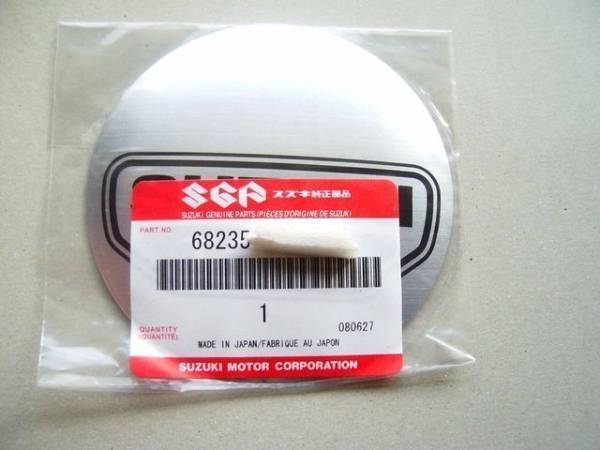 SGP スズキ純正部品
SUZUKI GENUINE PARTS/PIÈCES D'ORIGINE DE SUZUKI
PART NO. 68235
1
080627
QUANTITY
(QUANTITÉ)
MADE IN JAPAN/FABRIQUE AU JAPON
SUZUKI MOTOR CORPORATION